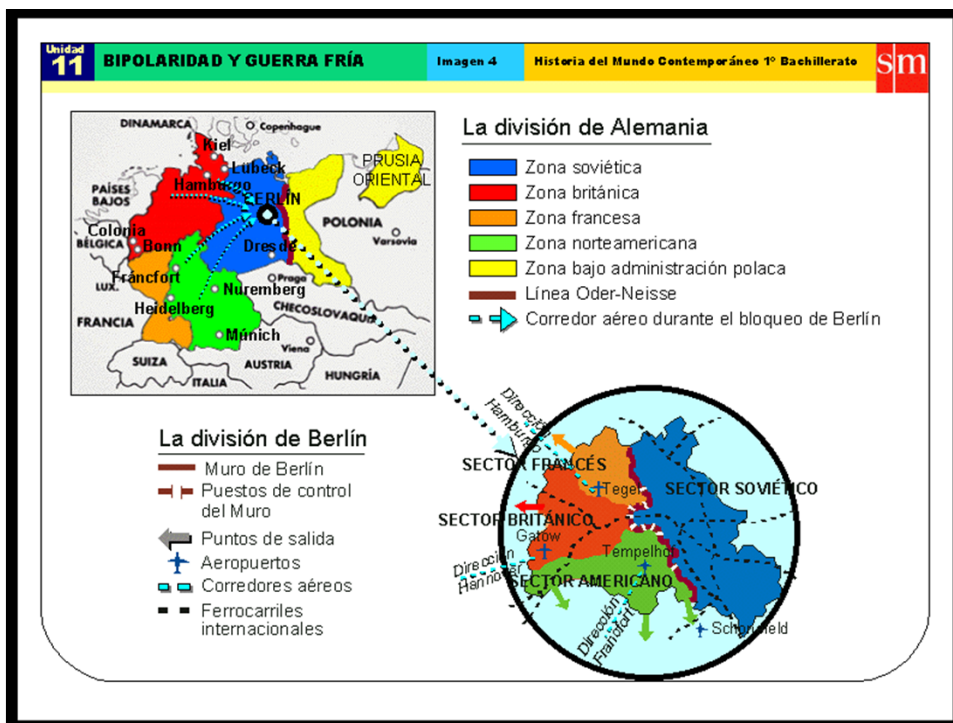 Unidad
11
BIPOLARIDAD Y GUERRA FRÍA
Imagen 4
Historia del Mundo Contemporáneo 1º Bachillerato
sm
DINAMARCA
Copenhague
Kiel
Lübeck
Hamburgo
PRUSIA
ORIENTAL
PAÍSES
BAJOS
BERLÍN
POLONIA
Colonia
BÉLGICA
Bonn
Varsovia
Dresde
LUX.
Fráncfort
Praga
Nüremberg
CHECOSLOVAQUIA
Heidelberg
FRANCIA
Múnich
Viena
SUIZA
AUSTRIA
ITALIA
HUNGRÍA
La división de Alemania
Zona soviética
Zona británica
Zona francesa
Zona norteamericana
Zona bajo administración polaca
Línea Oder-Neisse
Corredor aéreo durante el bloqueo de Berlín
La división de Berlín
Muro de Berlín
Puestos de control
del Muro
Puntos de salida
Aeropuertos
Corredores aéreos
Ferrocarriles
internacionales
Dirección
Hamburgo
SECTOR FRANCÉS
Tegel
SECTOR SOVIÉTICO
SECTOR BRITÁNICO
Gatow
Tempelhof
Dirección
Hannover
SECTOR AMERICANO
Dirección
Francfort
Schönefeld